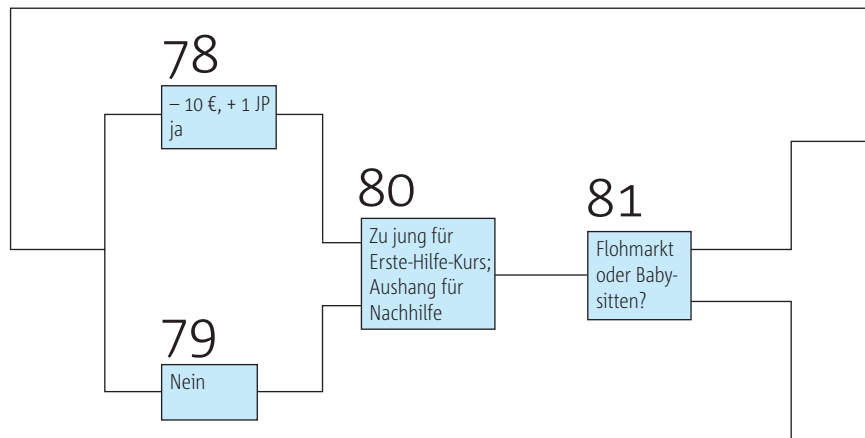 78
– 10 €, + 1 JP
ja
80
Zu jung für
Erste-Hilfe-Kurs;
Aushang für
Nachhilfe
81
Flohmarkt
oder Baby-
sitten?
79
Nein